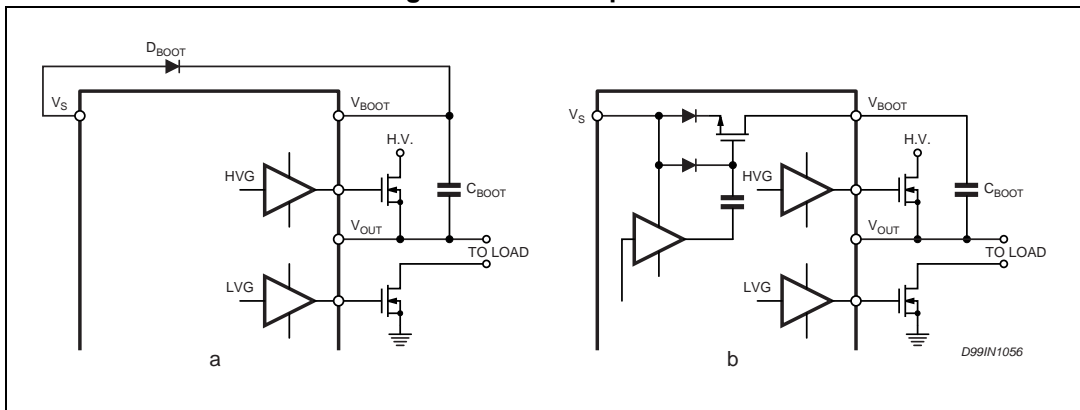 D_BOOT
V_S
V_BOOT
H.V.
HVG
C_BOOT
V_OUT
TO LOAD
LVG
a
V_S
V_BOOT
H.V.
HVG
C_BOOT
V_OUT
TO LOAD
LVG
b
D99IN1056